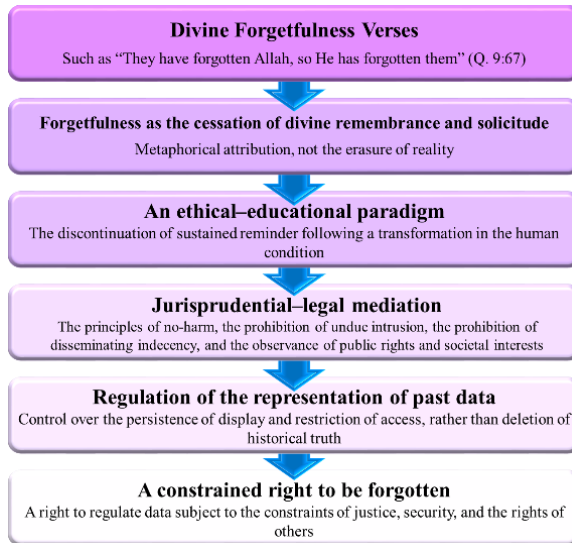 Divine Forgetfulness Verses
Such as “They have forgotten Allah, so He has forgotten them” (Q. 9:67)
Forgetfulness as the cessation of divine remembrance and solicitude
Metaphorical attribution, not the erasure of reality
An ethical–educational paradigm
The discontinuation of sustained reminder following a transformation in the human
condition
Jurisprudential–legal mediation
The principles of no-harm, the prohibition of undue intrusion, the prohibition of
disseminating indecency, and the observance of public rights and societal interests
Regulation of the representation of past data
Control over the persistence of display and restriction of access, rather than deletion of
historical truth
A constrained right to be forgotten
A right to regulate data subject to the constraints of justice, security, and the rights of
others